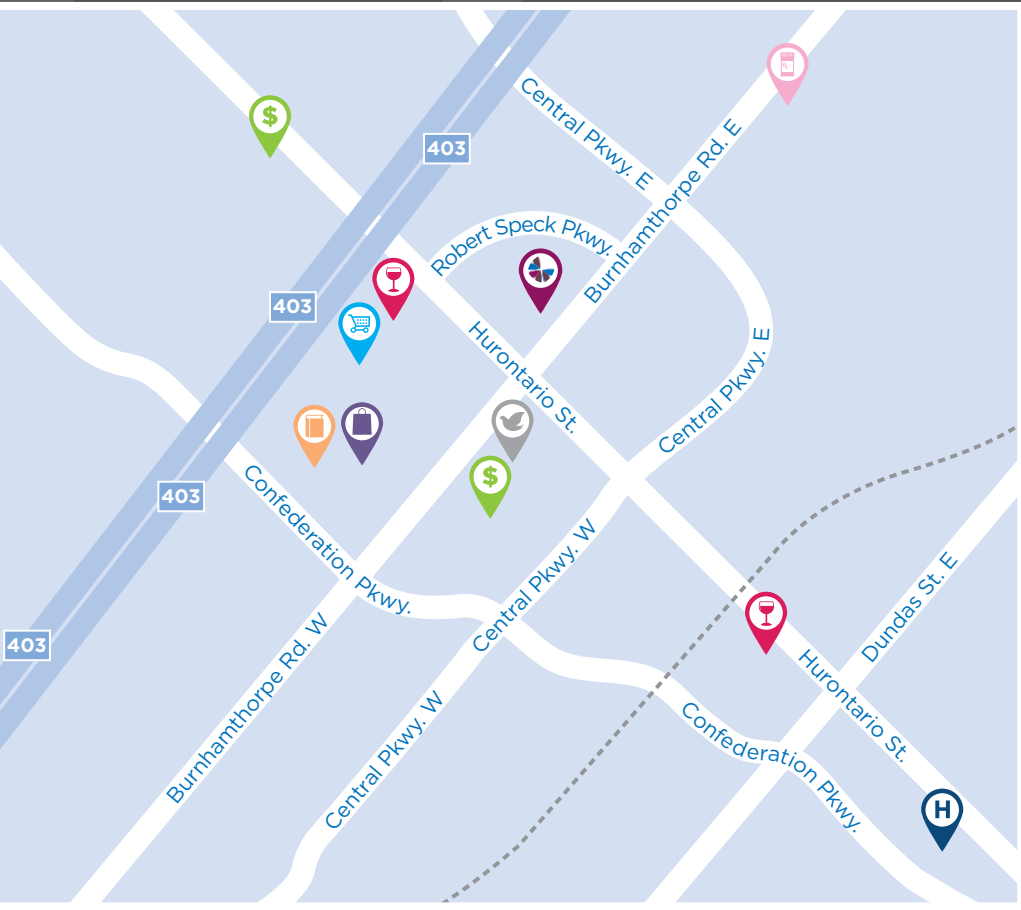 Central Pkwy. E
$
403
Burnhamthorpe Rd. E
Robert Speck Pkwy.
403
Hurontario St.
Central Pkwy. E
$
403
Confederation Pkwy.
Central Pkwy. W
Dundas St. E
403
Burnhamthorpe Rd. W
Hurontario St.
Central Pkwy. W
Confederation Pkwy.
H